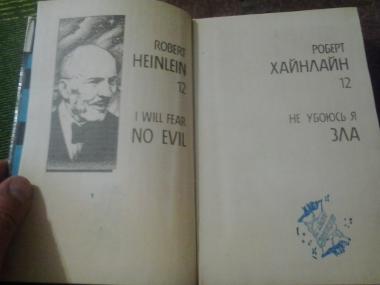 ROBERT
HEINLEIN
12
I WILL FEAR
NO EVIL
РОБЕРТ
ХАЙНЛАЙН
12
НЕ УБОЮСЬ Я
ЗЛА